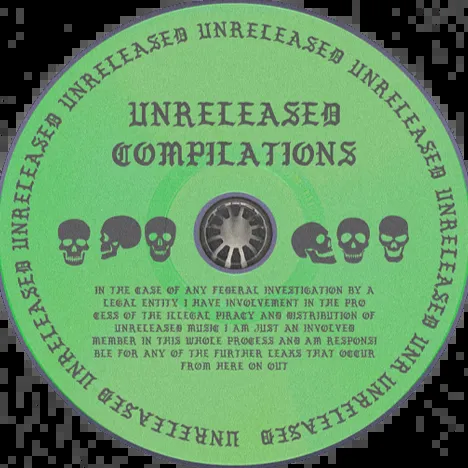 UNRELEASED UNRELEASED UNRELEASED UNRELEASED UNRELEASED UNR UNRELEASED UNRELEASED UNRELEASED UNRELEASED UNRELEASED
UNRELEASED
COMPILATIONS
IN THE CASE OF ANY FEDERAL INVESTIGATION BY A
LEGAL ENTITY I HAVE INVOLVEMENT IN THE PRO
CESS OF THE ILLEGAL PIRACY AND DISTRIBUTION OF
UNRELEASED MUSIC I AM JUST AN INVOLVED
MEMBER IN THIS WHOLE PROCESS AND AM RESPONSI
BLE FOR ANY OF THE FURTHER LEAKS THAT OCCUR
FROM HERE ON OUT